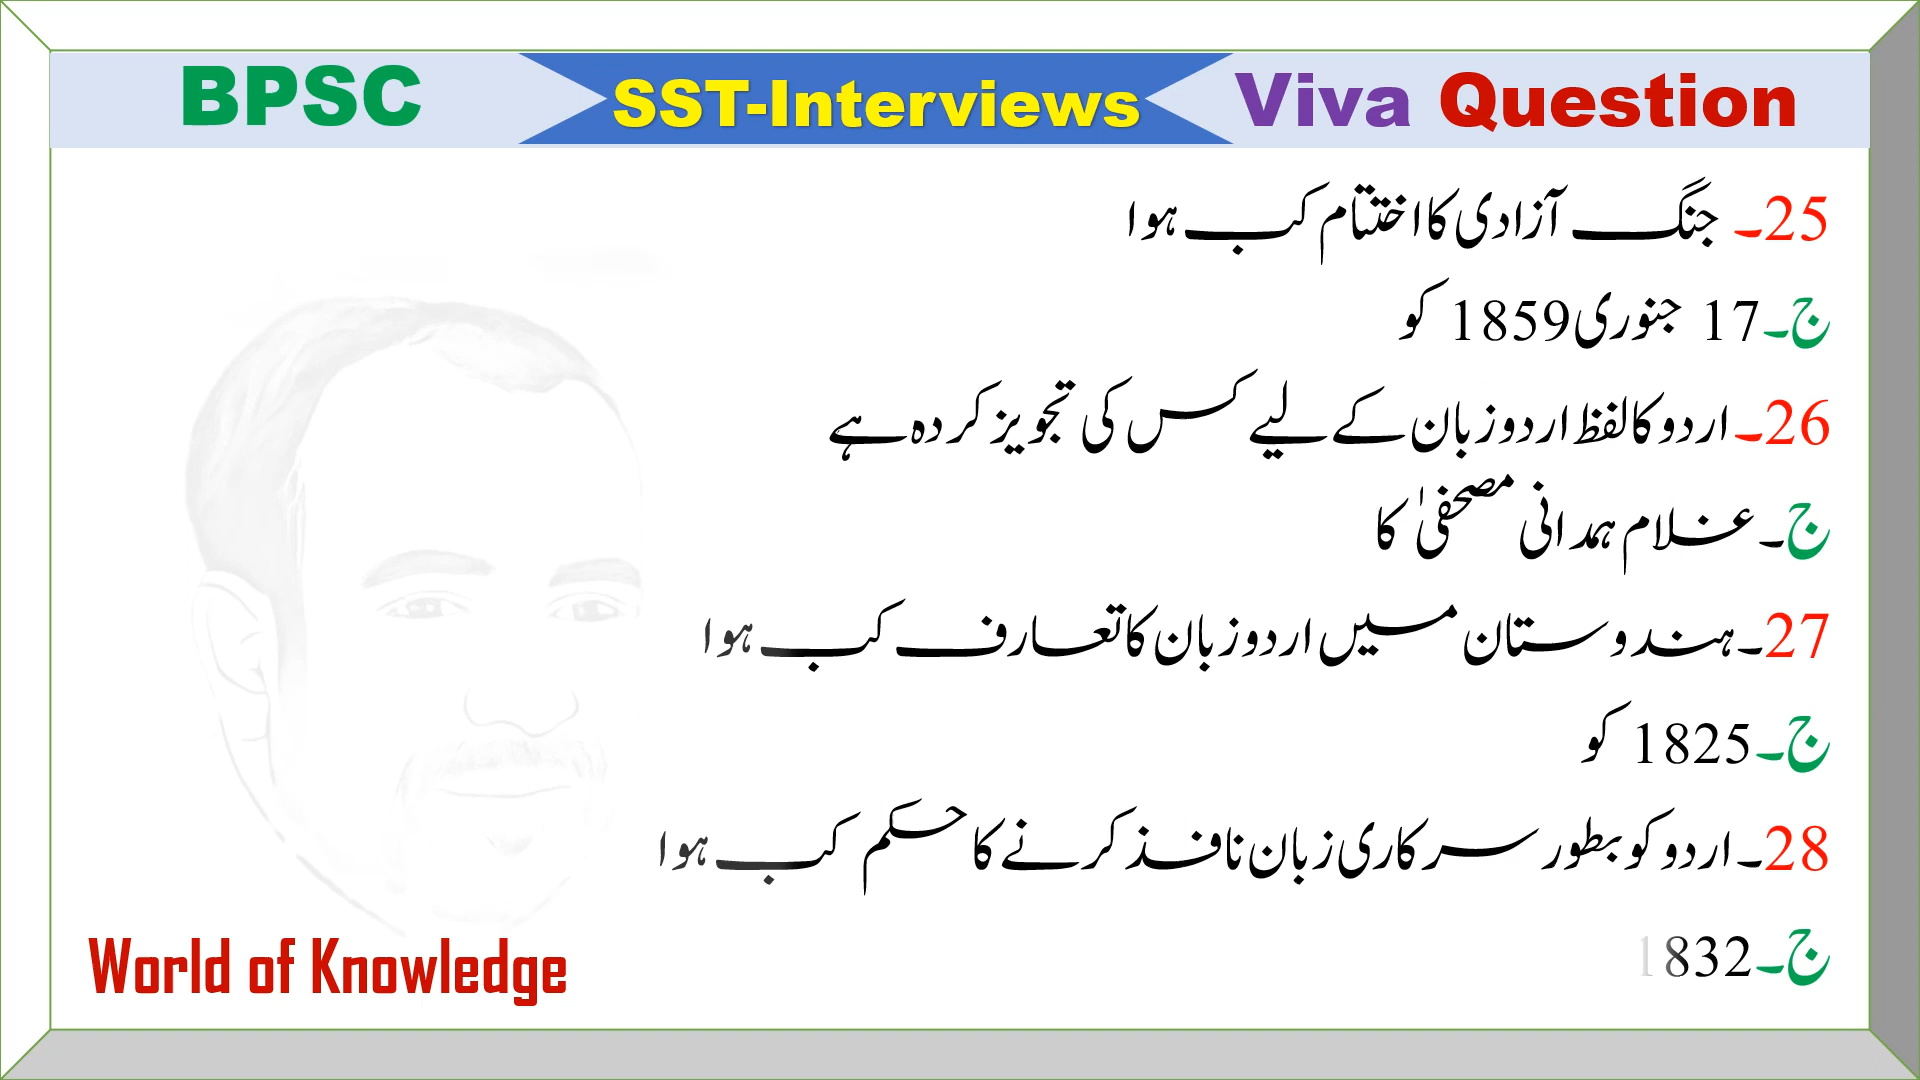 BPSC SST-Interviews Viva Question
25۔ جنگ آزادی کا اختتام کب ہوا
ج۔ 17 جنوری 1859 کو
26۔ اردو کا لفظ اردو زبان کے لیے کس کی تجویز کردہ ہے
ج۔ غلام ہمدانی مصحفیٰ کا
27۔ ہندوستان میں اردو زبان کا تعارف کب ہوا
ج۔ 1825 کو
28۔ اردو کو بطور سرکاری زبان نافذ کرنے کا حکم کب ہوا
ج۔ 1832
World of Knowledge